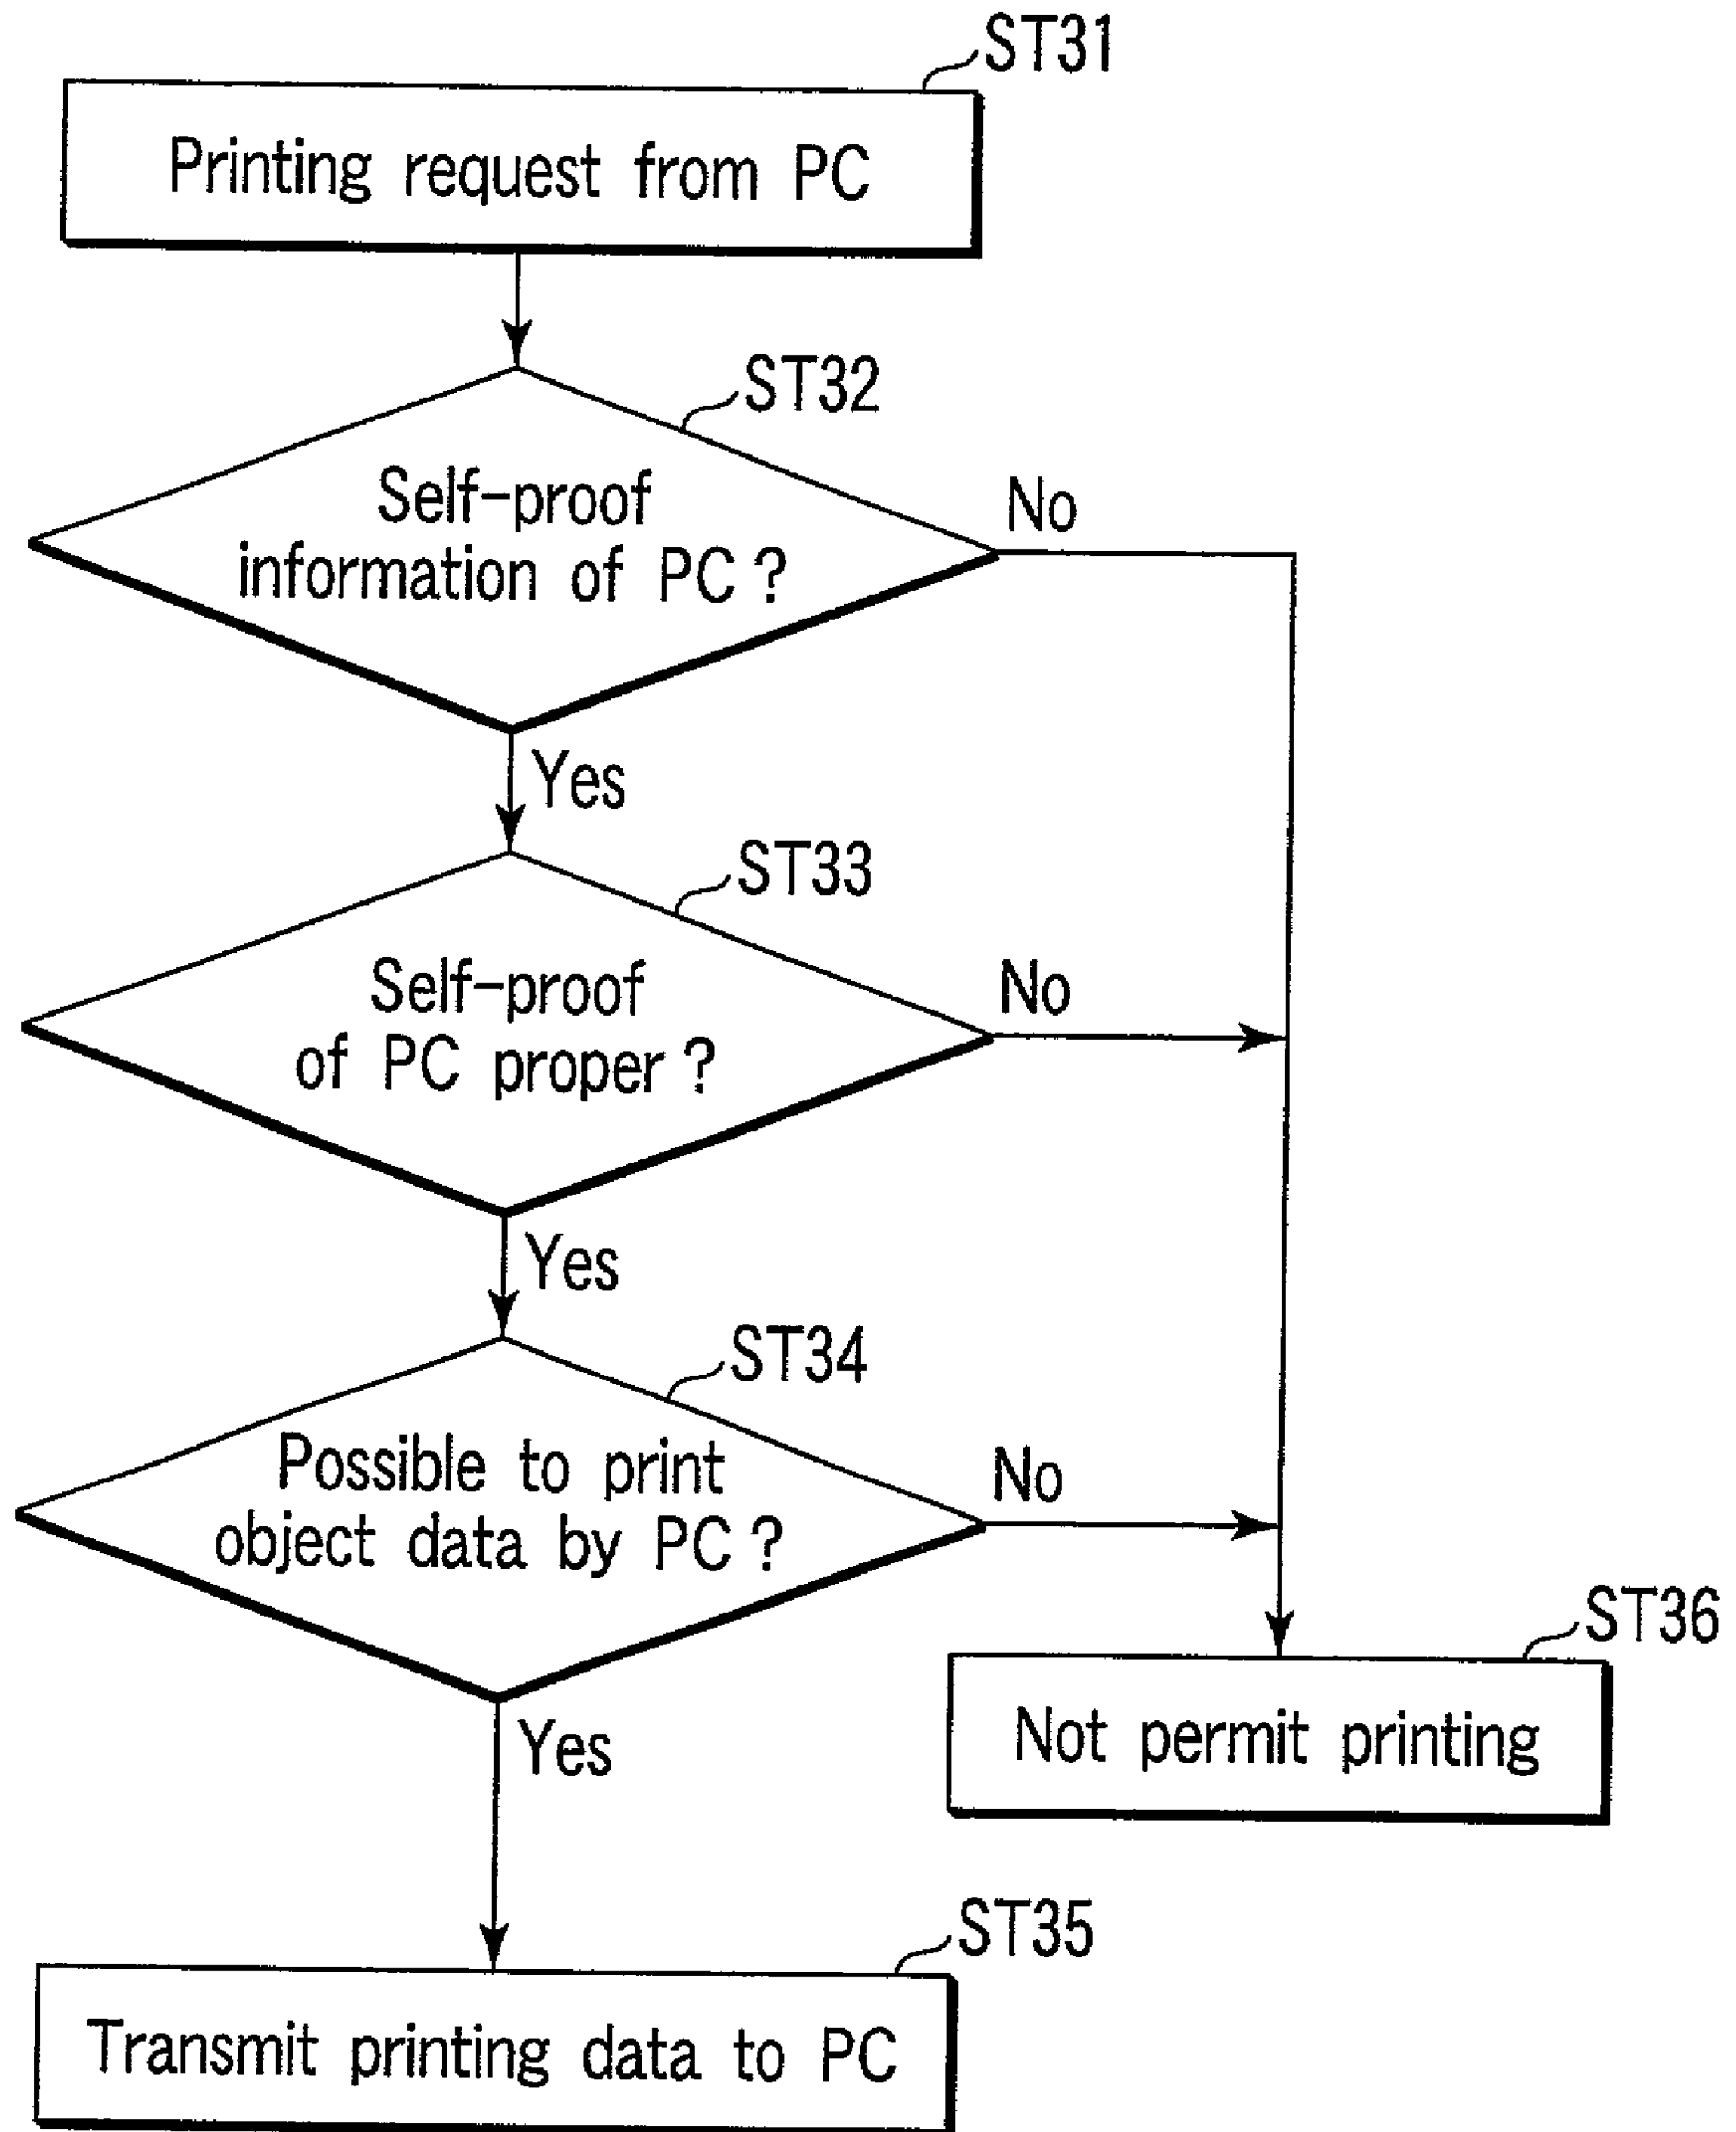 ST31
Printing request from PC
ST32
Self-proof
information of PC ?
No
Yes
ST33
Self-proof
of PC proper ?
No
Yes
ST34
Possible to print
object data by PC ?
No
Yes
ST36
Not permit printing
ST35
Transmit printing data to PC